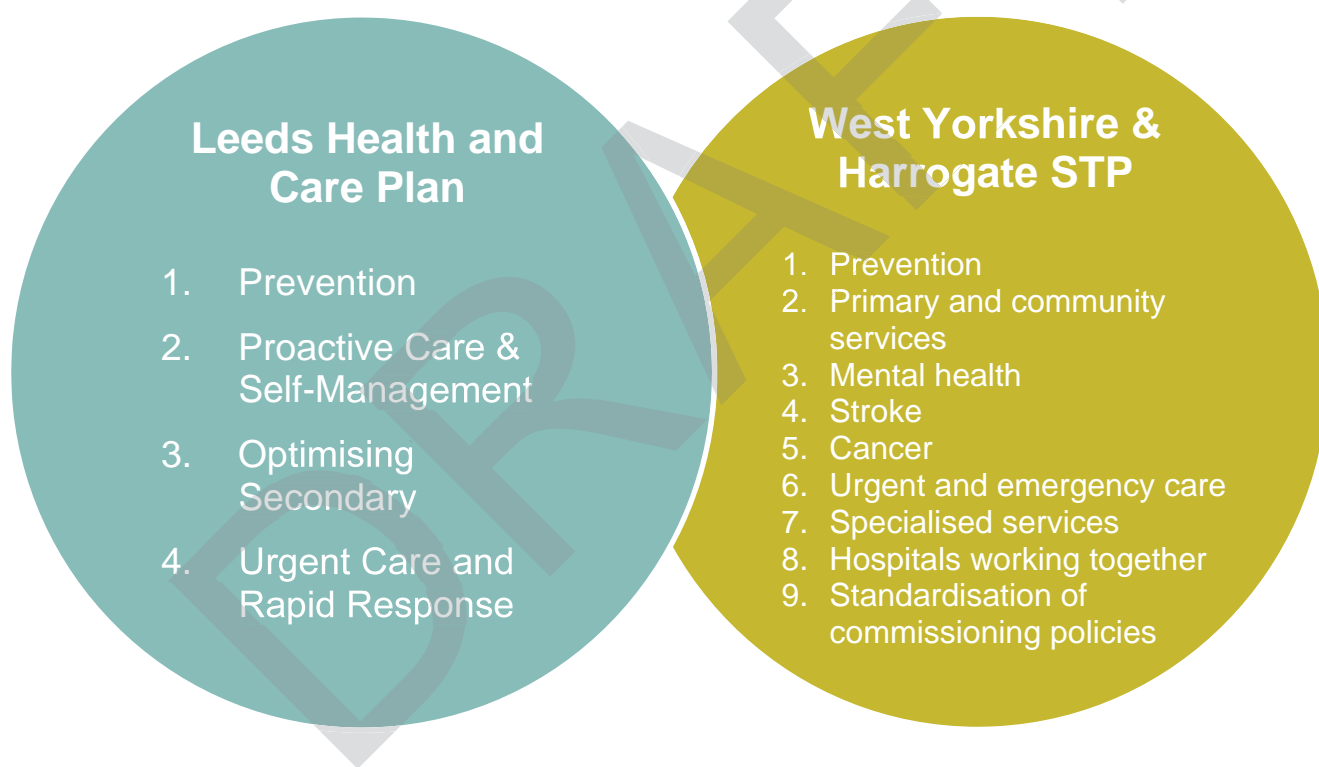 Leeds Health and
Care Plan
1. Prevention
2. Proactive Care &
Self-Management
3. Optimising
Secondary
4. Urgent Care and
Rapid Response
West Yorkshire &
Harrogate STP
1. Prevention
2. Primary and community
services
3. Mental health
4. Stroke
5. Cancer
6. Urgent and emergency care
7. Specialised services
8. Hospitals working together
9. Standardisation of
commissioning policies
DRAF